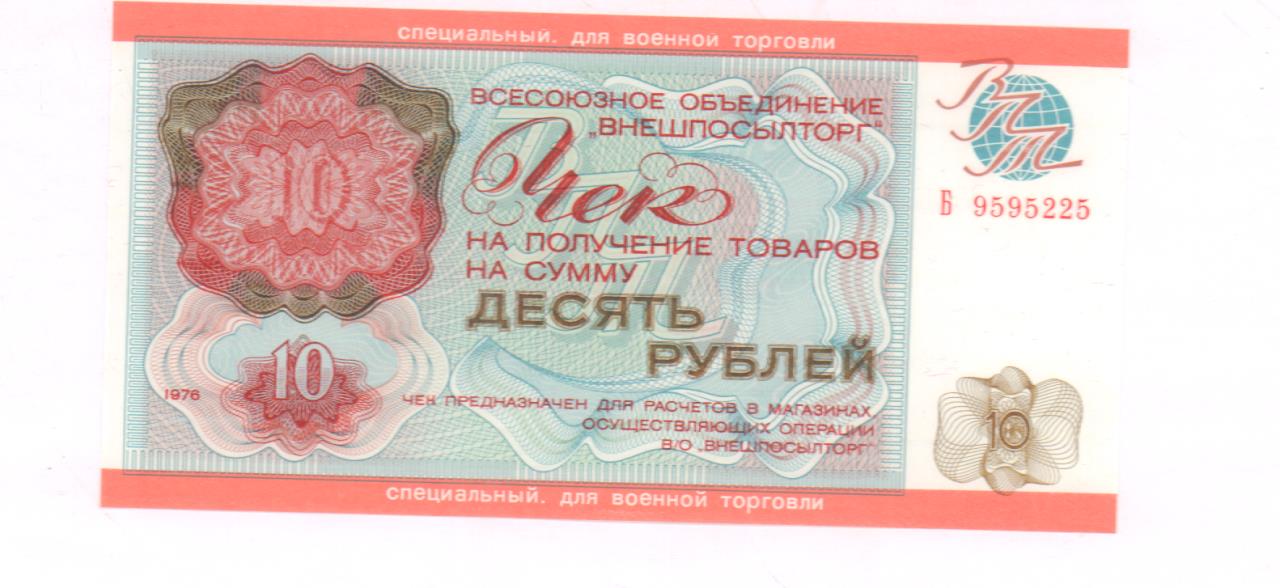 специальный. для военной торговли
ВПТ
10
ВСЕСОЮЗНОЕ ОБЪЕДИНЕНИЕ
„ВНЕШПОСЫЛТОРГ"
Чек
Б 9595225
НА ПОЛУЧЕНИЕ ТОВАРОВ
НА СУММУ
ДЕСЯТЬ
РУБЛЕЙ
10
1976
ЧЕК ПРЕДНАЗНАЧЕН ДЛЯ РАСЧЕТОВ В МАГАЗИНАХ,
ОСУЩЕСТВЛЯЮЩИХ ОПЕРАЦИИ
В/О „ВНЕШПОСЫЛТОРГ"
10
специальный. для военной торговли